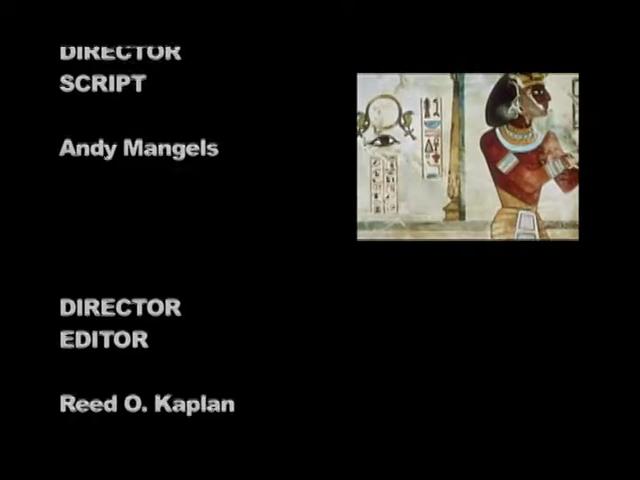 DIRECTOR
SCRIPT
Andy Mangels
DIRECTOR
EDITOR
Reed O. Kaplan